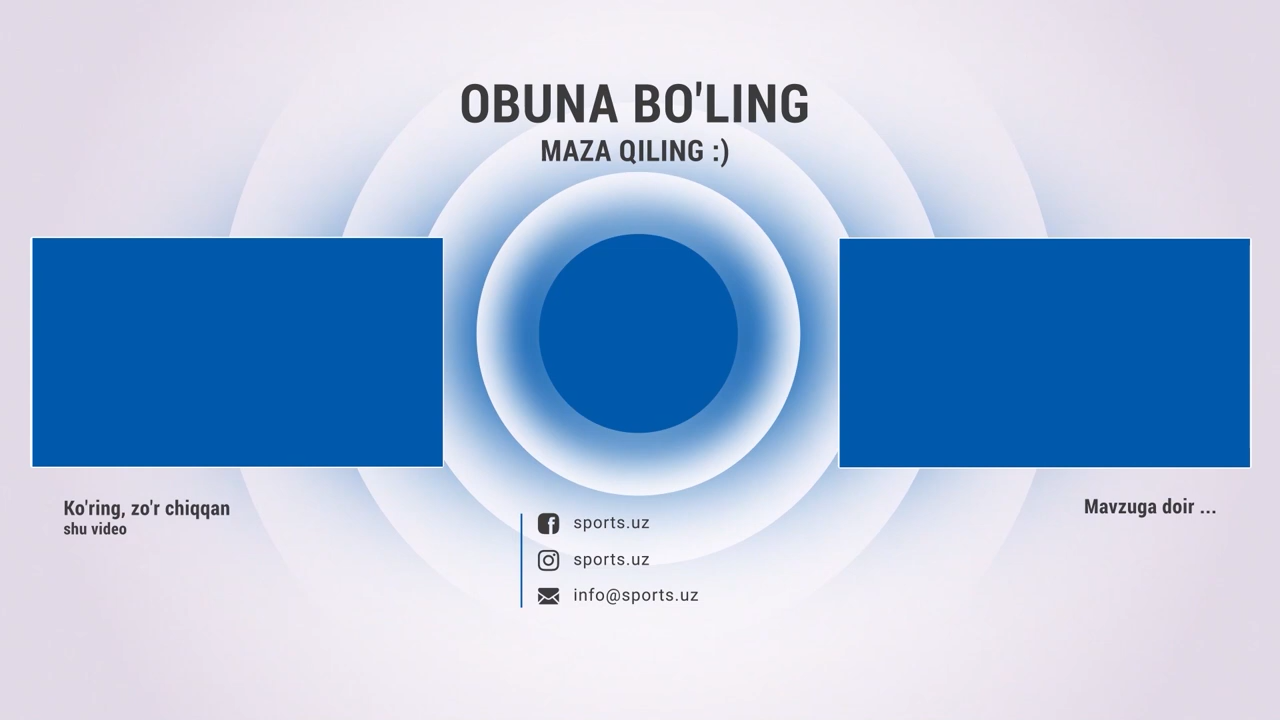 OBUNA BO'LING
MAZA QILING :)
Ko'ring, zo'r chiqqan
shu video
Mavzuga doir ...
sports.uz
sports.uz
info@sports.uz